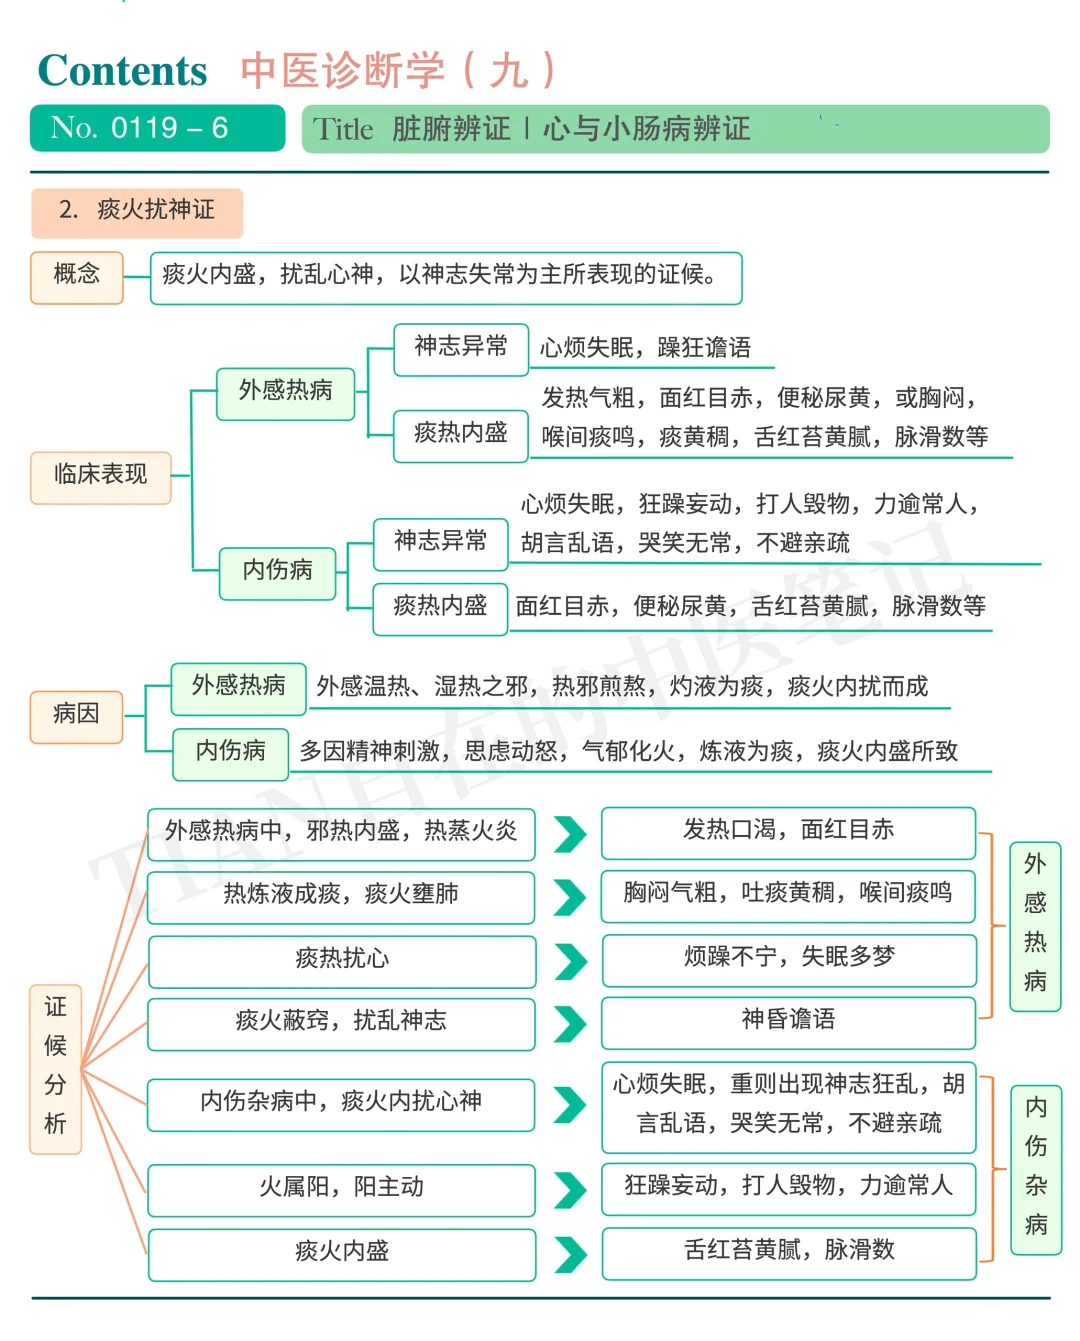 Contents 中医诊断学（九）
No. 0119 – 6
Title 脏腑辨证 | 心与小肠病辨证
2. 痰火扰神证
概念
痰火内盛，扰乱心神，以神志失常为主所表现的证候。
临床表现
外感热病
神志异常
心烦失眠，躁狂谵语
痰热内盛
发热气粗，面红目赤，便秘尿黄，或胸闷，
喉间痰鸣，痰黄稠，舌红苔黄腻，脉滑数等
内伤病
神志异常
心烦失眠，狂躁妄动，打人毁物，力逾常人，
胡言乱语，哭笑无常，不避亲疏
痰热内盛
面红目赤，便秘尿黄，舌红苔黄腻，脉滑数等
病因
外感热病
外感温热、湿热之邪，热邪煎熬，灼液为痰，痰火内扰而成
内伤病
多因精神刺激，思虑动怒，气郁化火，炼液为痰，痰火内盛所致
证候分析
外感热病中，邪热内盛，热蒸火炎
发热口渴，面红目赤
热炼液成痰，痰火壅肺
胸闷气粗，吐痰黄稠，喉间痰鸣
痰热扰心
烦躁不宁，失眠多梦
痰火蔽窍，扰乱神志
神昏谵语
外感热病
内伤杂病中，痰火内扰心神
心烦失眠，重则出现神志狂乱，胡
言乱语，哭笑无常，不避亲疏
火属阳，阳主动
狂躁妄动，打人毁物，力逾常人
痰火内盛
舌红苔黄腻，脉滑数
内伤杂病
TIAN自在的中医笔记